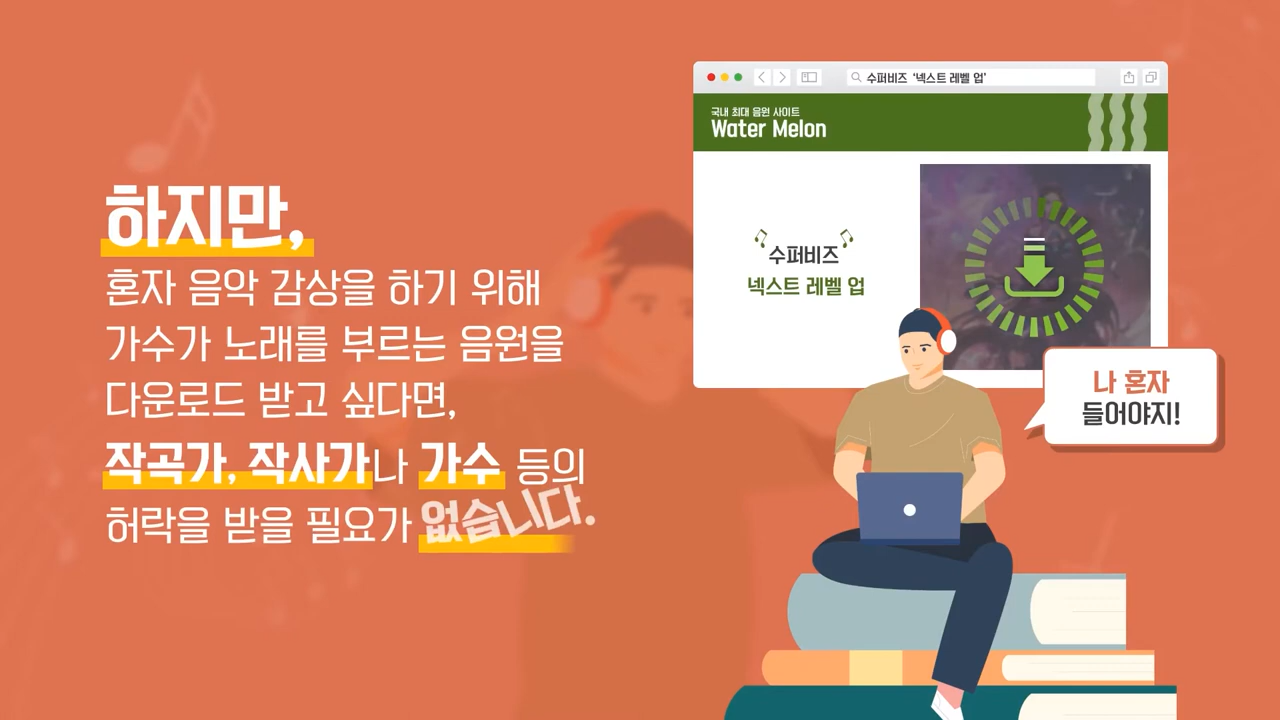 하지만,
혼자 음악 감상을 하기 위해
가수가 노래를 부르는 음원을
다운로드 받고 싶다면,
작곡가, 작사가나 가수 등의
허락을 받을 필요가 없습니다.
수퍼비즈 '넥스트 레벨 업'
국내 최대 음원 사이트
Water Melon
수퍼비즈
넥스트 레벨 업
나 혼자
들어야지!